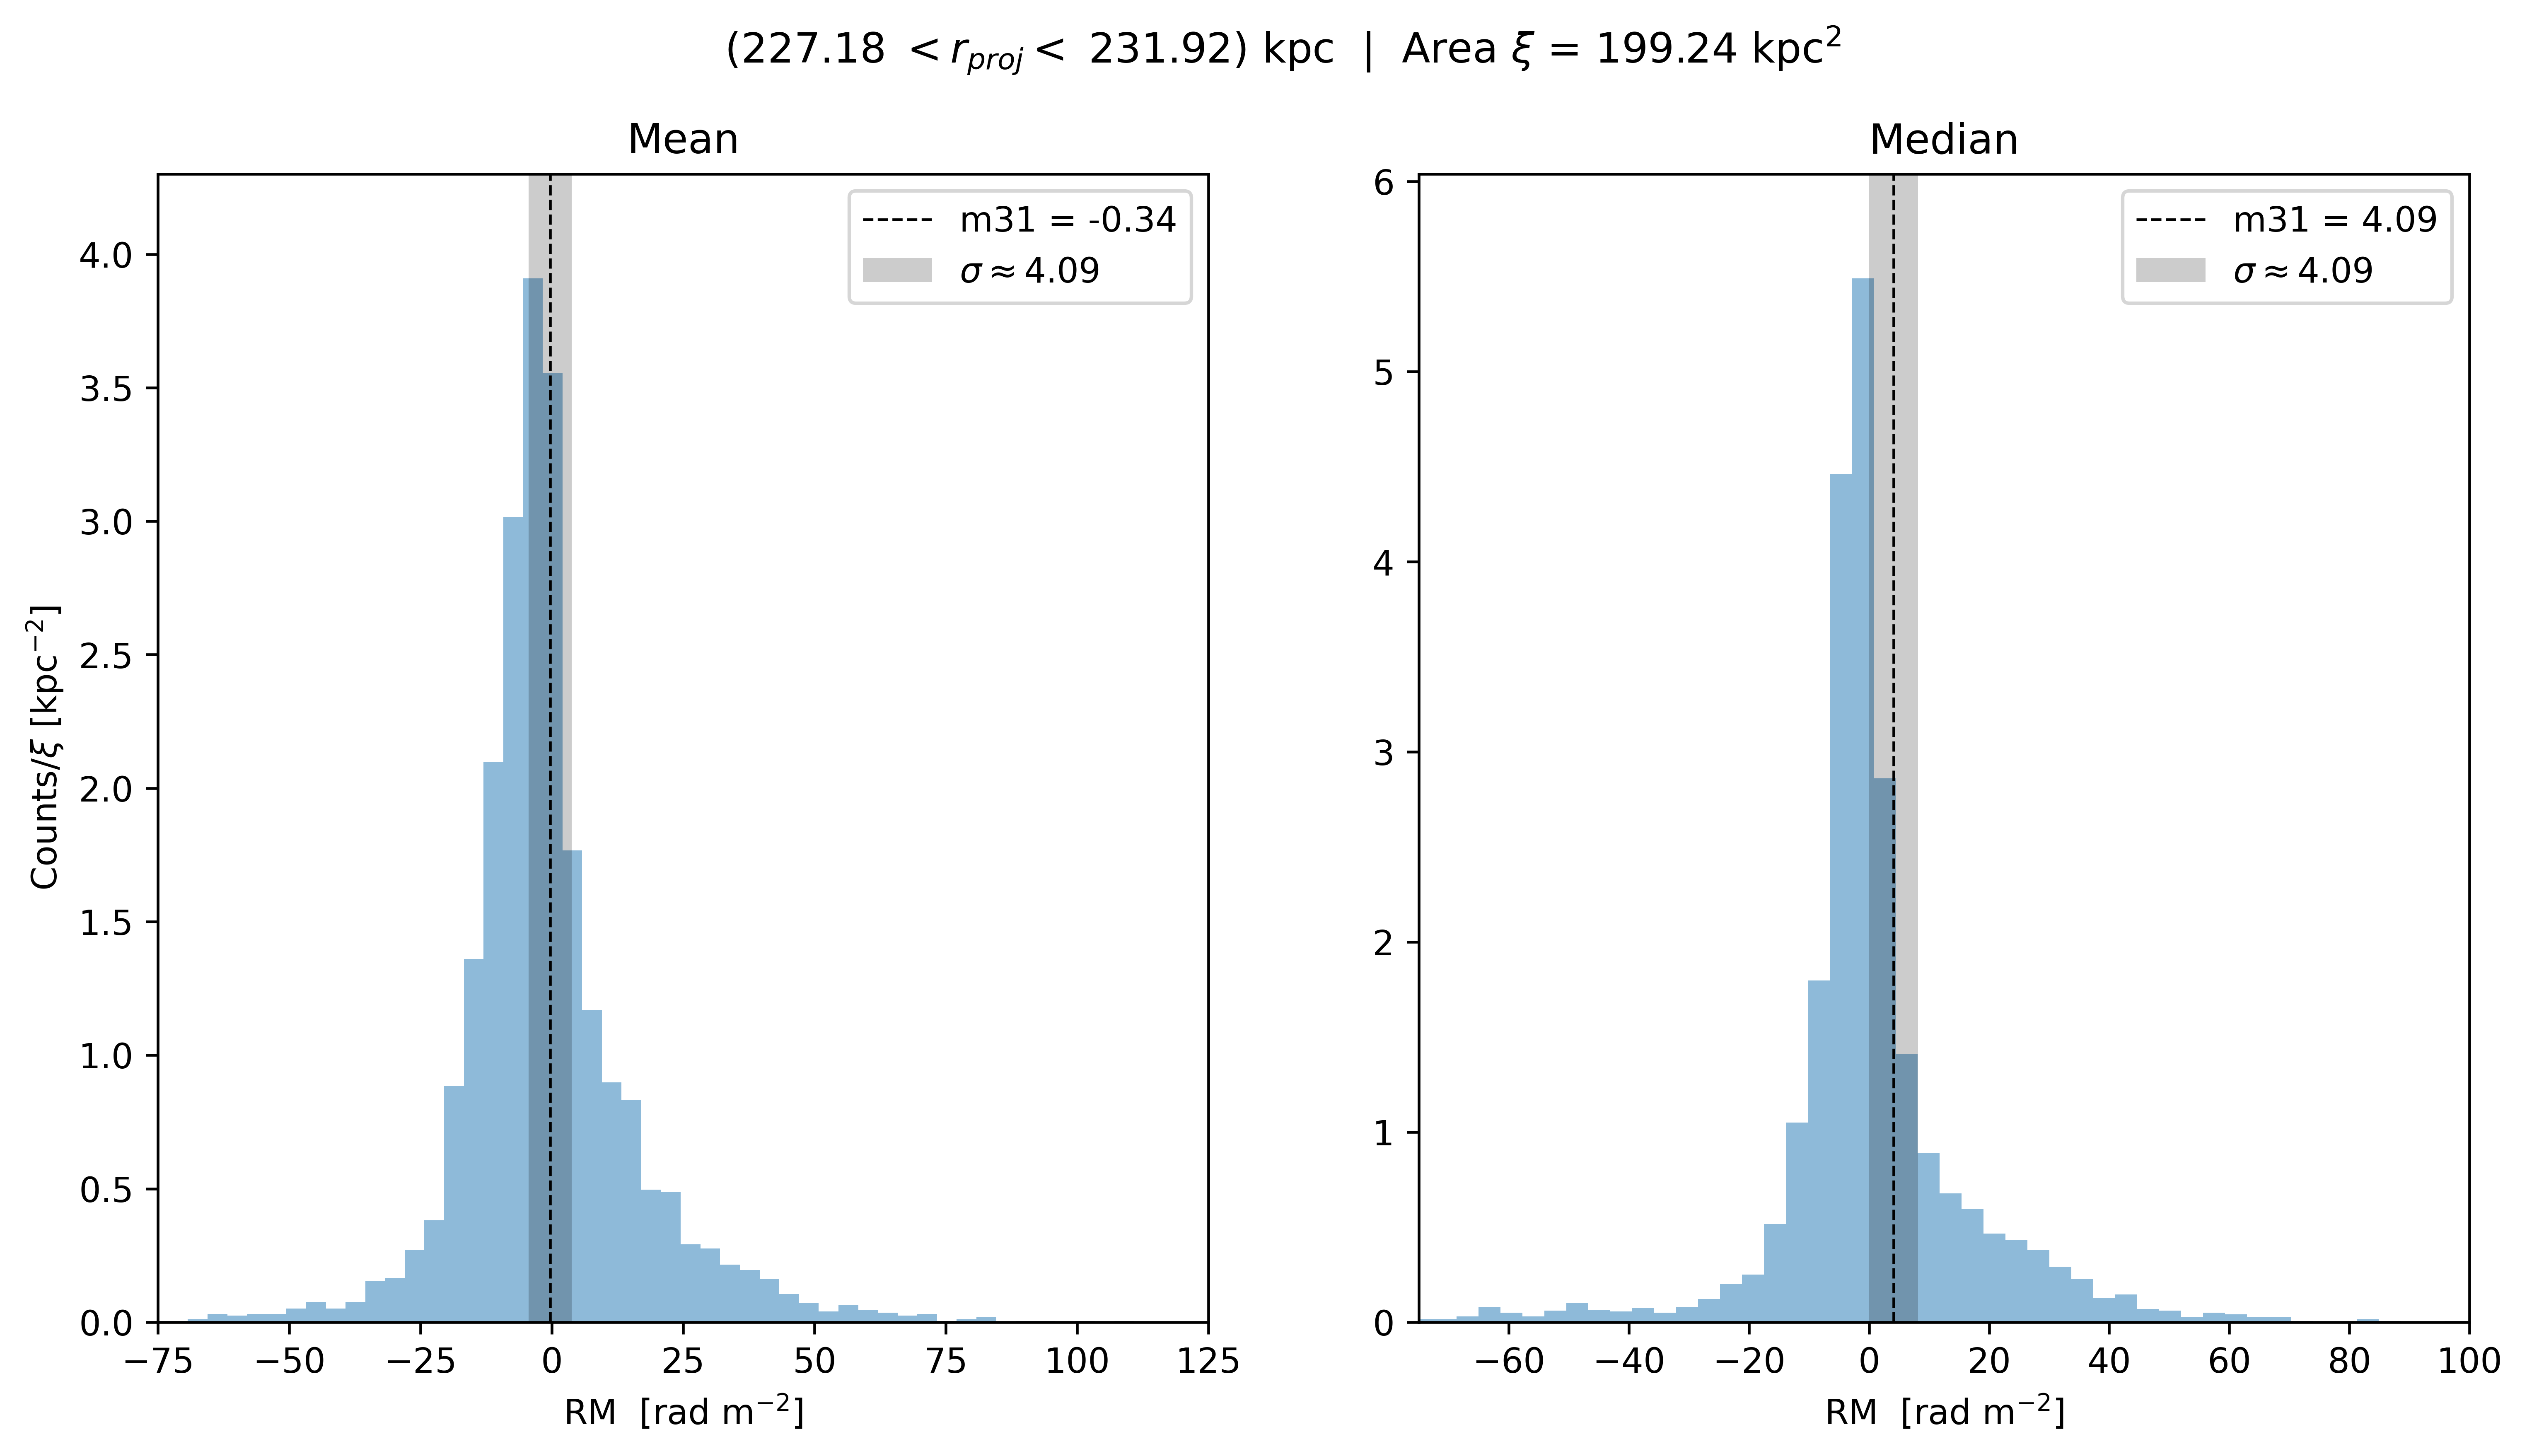 (227.18 < r_proj < 231.92) kpc | Area ξ = 199.24 kpc²
Mean
m31 = -0.34
σ ≈ 4.09
4.0
3.5
3.0
2.5
2.0
1.5
1.0
0.5
0.0
Counts/ξ [kpc⁻²]
−75 −50 −25 0 25 50 75 100 125
RM [rad m⁻²]
Median
m31 = 4.09
σ ≈ 4.09
6
5
4
3
2
1
0
−60 −40 −20 0 20 40 60 80 100
RM [rad m⁻²]